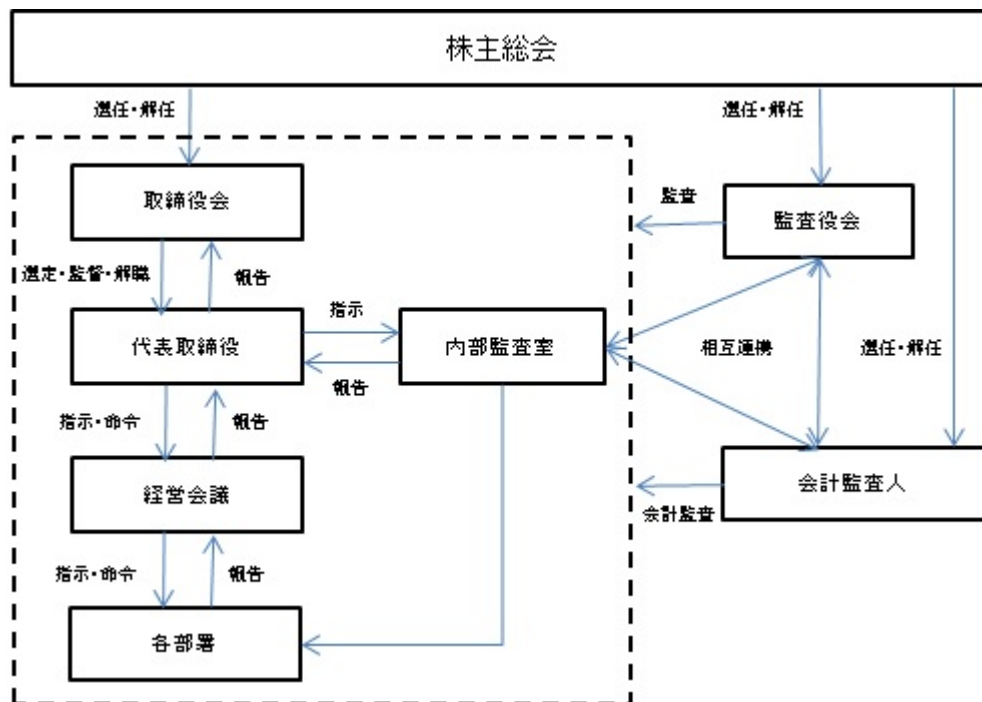 株主総会
選任・解任
選任・解任
取締役会
監査
監査役会
選定・監督・解職
報告
指示
代表取締役
内部監査室
相互連携
選任・解任
報告
指示・命令
報告
経営会議
会計監査人
会計監査
指示・命令
報告
各部署